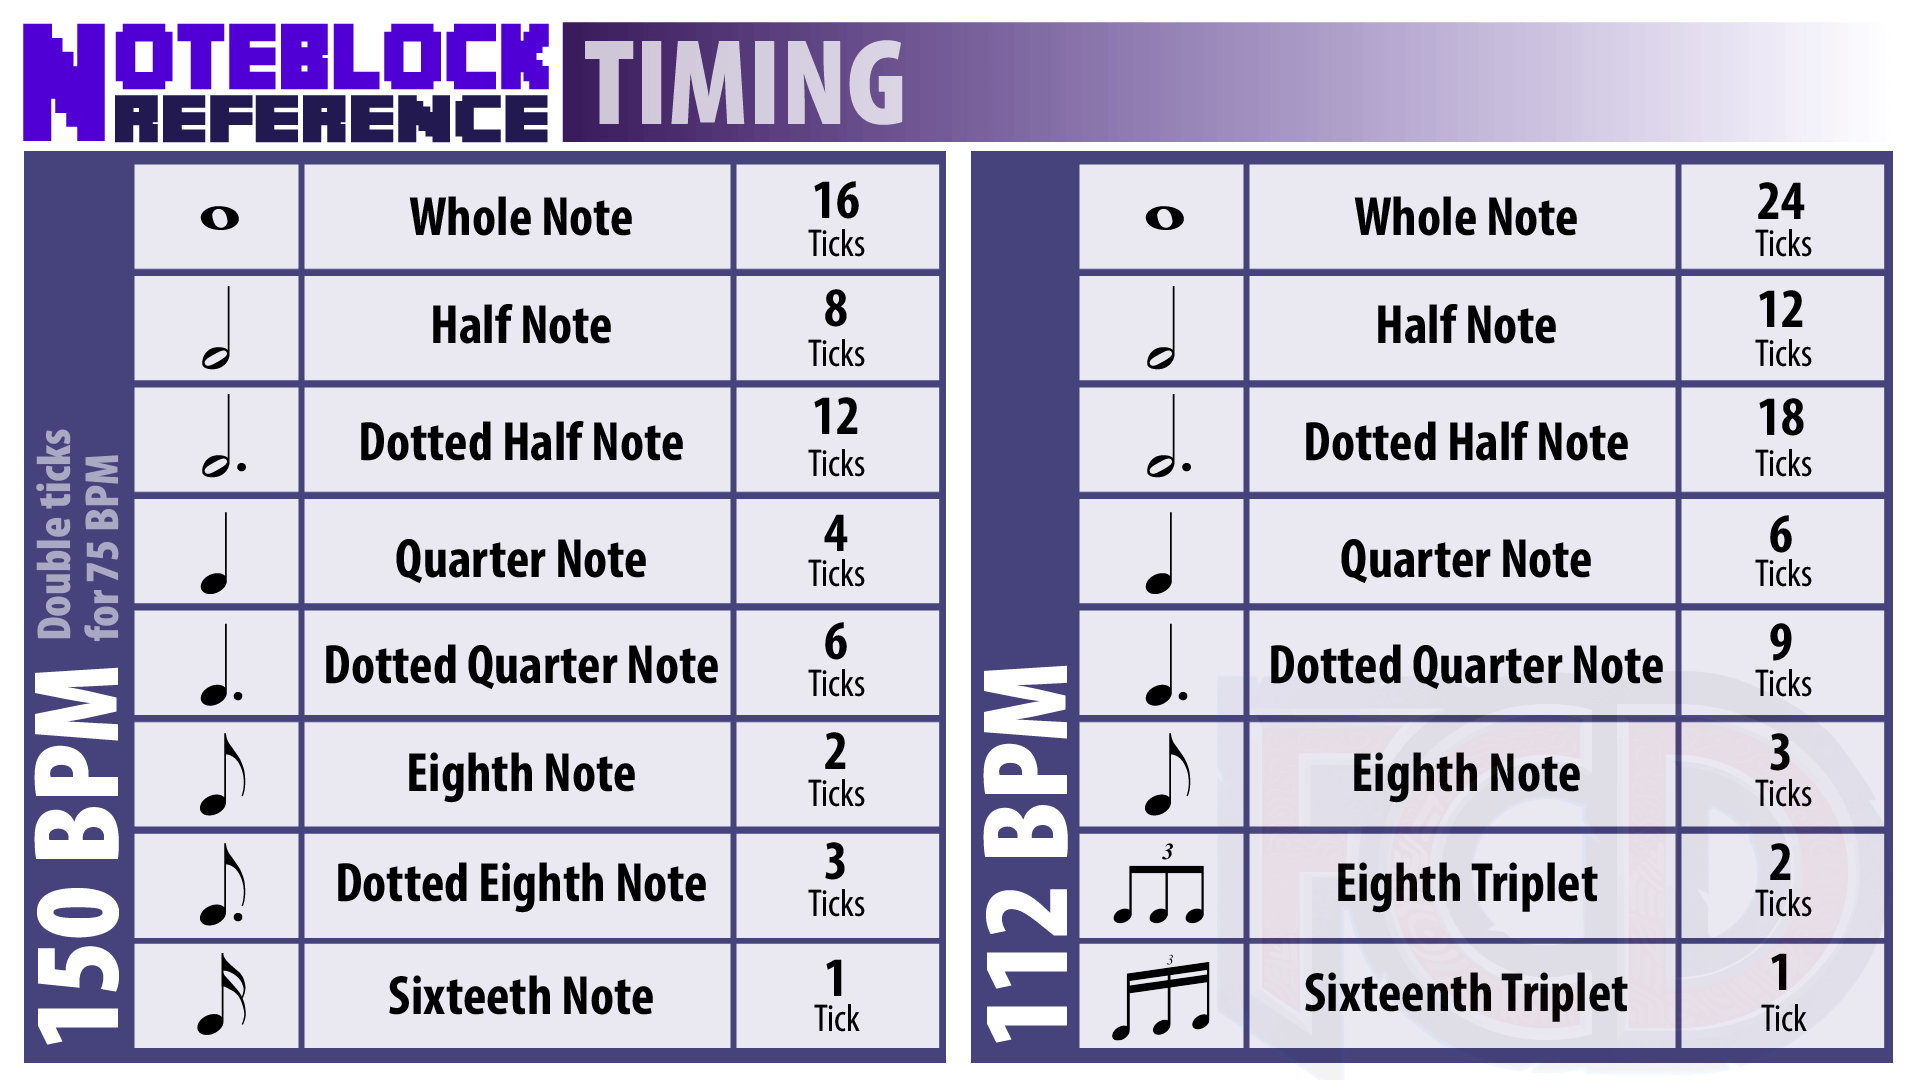 NOTEBLOCK
REFERENCE
TIMING
150 BPM
Double ticks
for 75 BPM
Whole Note
16
Ticks
Half Note
8
Ticks
Dotted Half Note
12
Ticks
Quarter Note
4
Ticks
Dotted Quarter Note
6
Ticks
Eighth Note
2
Ticks
Dotted Eighth Note
3
Ticks
Sixteeth Note
1
Tick
112 BPM
Whole Note
24
Ticks
Half Note
12
Ticks
Dotted Half Note
18
Ticks
Quarter Note
6
Ticks
Dotted Quarter Note
9
Ticks
Eighth Note
3
Ticks
3
Eighth Triplet
2
Ticks
3
Sixteenth Triplet
1
Tick